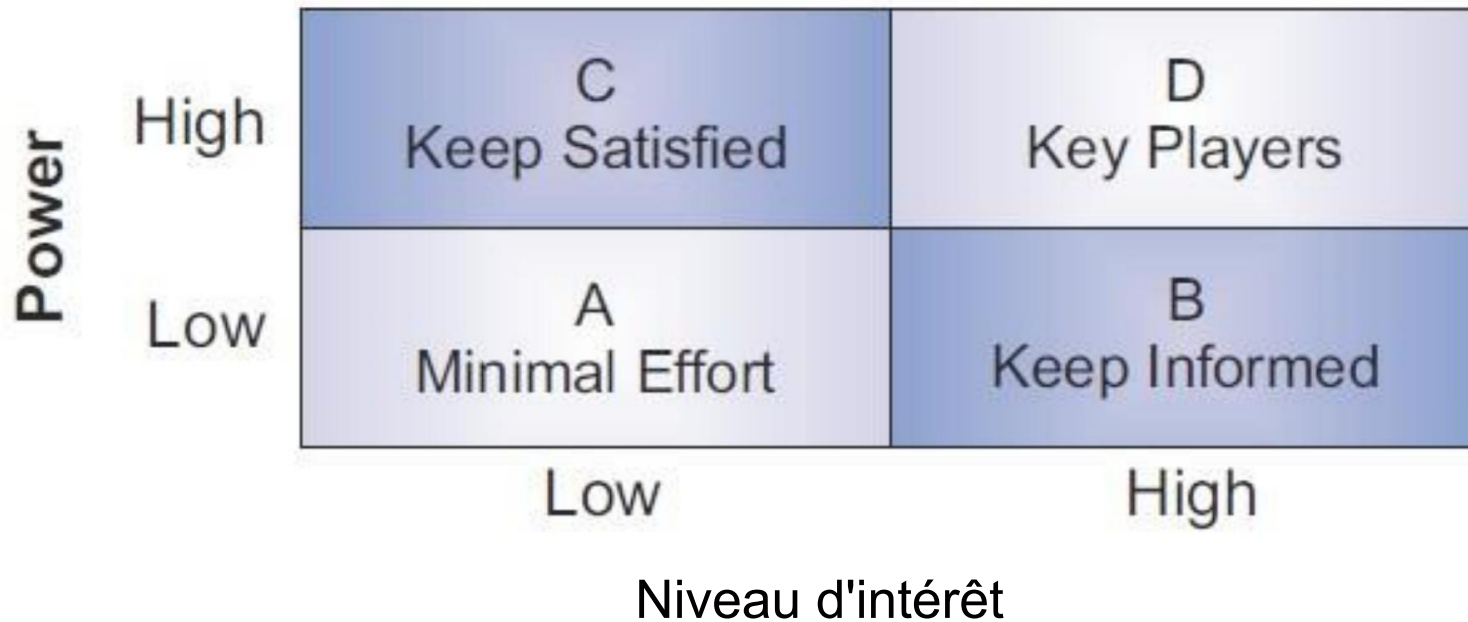 Power
High
C
Keep Satisfied
D
Key Players
Low
A
Minimal Effort
B
Keep Informed
Low
High
Niveau d'intérêt